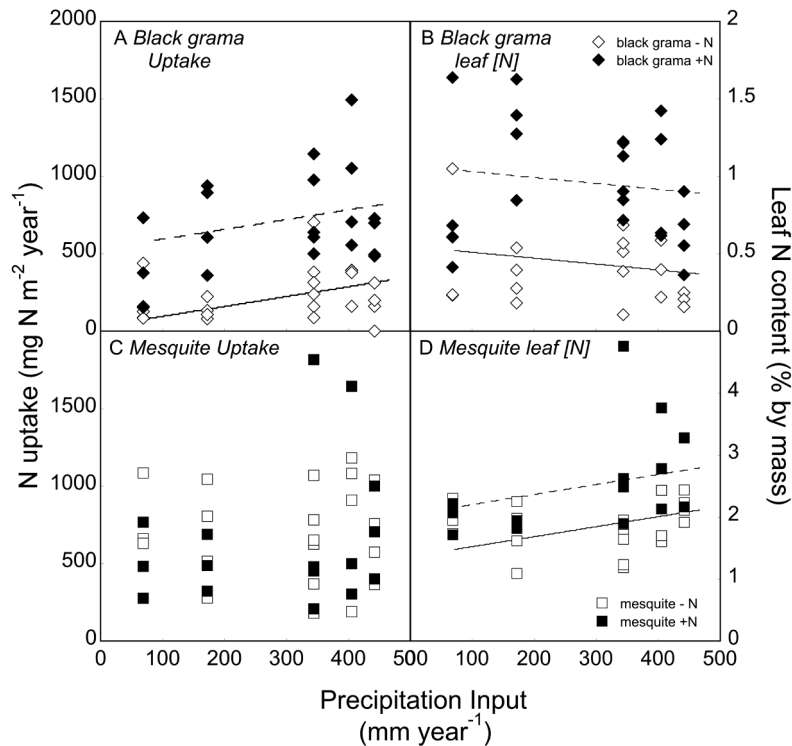 A Black grama
Uptake
B Black grama
leaf [N]
black grama - N
black grama +N
2000
1500
1000
500
0
2
1.5
1
0.5
0
N uptake (mg N m-2 year-1)
Leaf N content (% by mass)
C Mesquite Uptake
D Mesquite leaf [N]
1500
1000
500
0
4
3
2
1
0
mesquite - N
mesquite +N
0 100 200 300 400 500 100 200 300 400 500
Precipitation Input
(mm year-1)